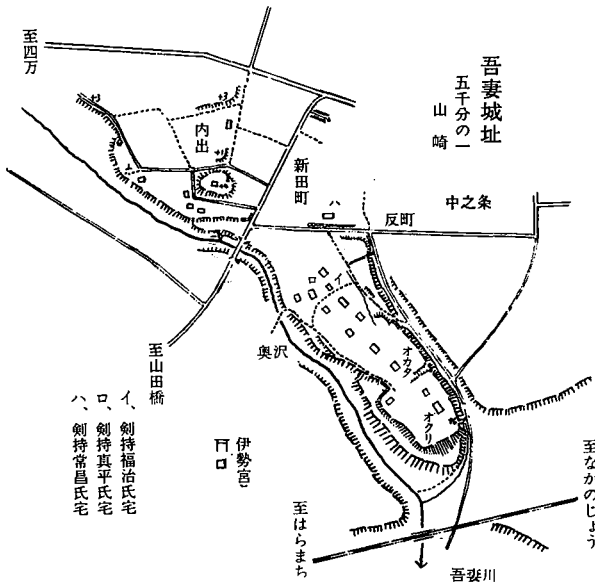 吾妻城址
五千分の一
山崎
至四万
内出
新田町
ハ
反町
中之条
イ
ロ
イ
奥沢
オカタ
オクリ
至山田橋
イ、剣持福治氏宅
ロ、剣持真平氏宅
ハ、剣持常昌氏宅
伊勢宮
至はらまち
至なかのじょう
吾妻川